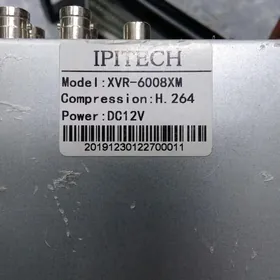 IPITECH
Model:XVR-6008XM
Compression:H.264
Power:DC12V
20191230122700011